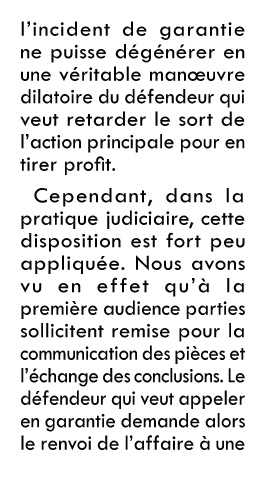 l'incident de garantie
ne puisse dégénérer en
une véritable manœuvre
dilatoire du défendeur qui
veut retarder le sort de
l'action principale pour en
tirer profit.
Cependant, dans la
pratique judiciaire, cette
disposition est fort peu
appliquée. Nous avons
vu en effet qu'à la
première audience parties
sollicitent remise pour la
communication des pièces et
l'échange des conclusions. Le
défendeur qui veut appeler
en garantie demande alors
le renvoi de l'affaire à une